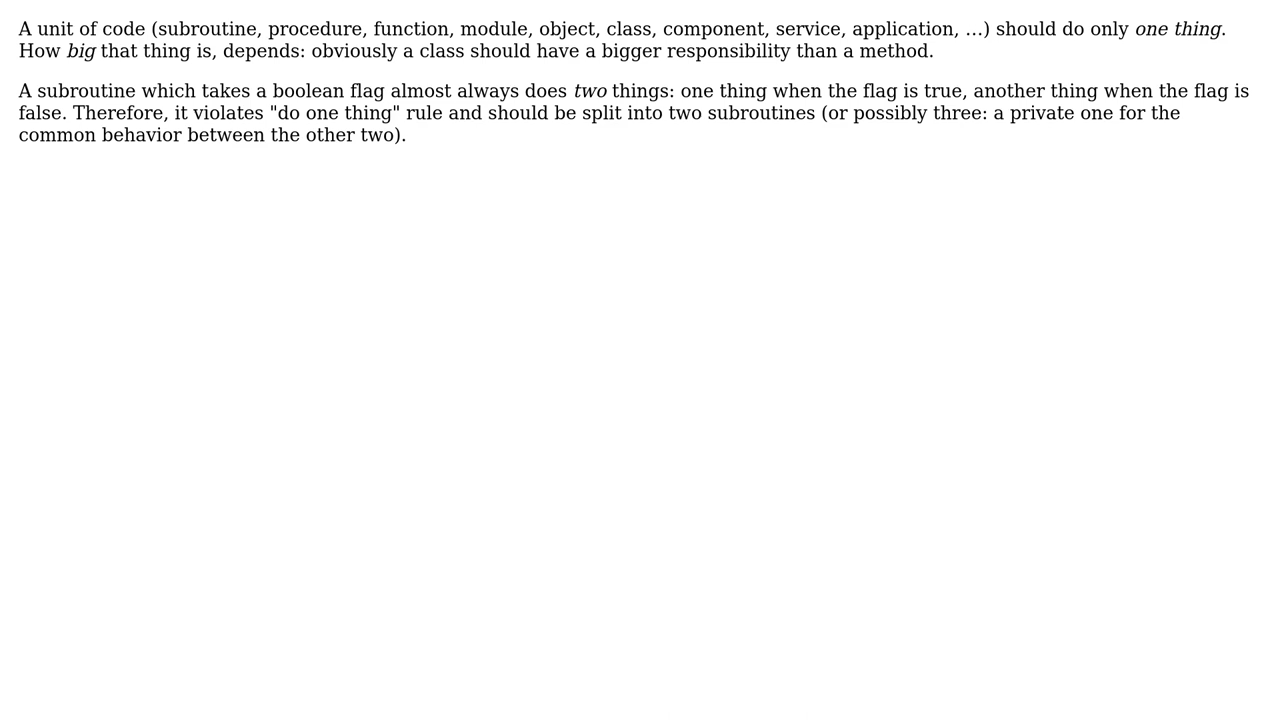 A unit of code (subroutine, procedure, function, module, object, class, component, service, application, …) should do only one thing.
How big that thing is, depends: obviously a class should have a bigger responsibility than a method.
A subroutine which takes a boolean flag almost always does two things: one thing when the flag is true, another thing when the flag is
false. Therefore, it violates "do one thing" rule and should be split into two subroutines (or possibly three: a private one for the
common behavior between the other two).